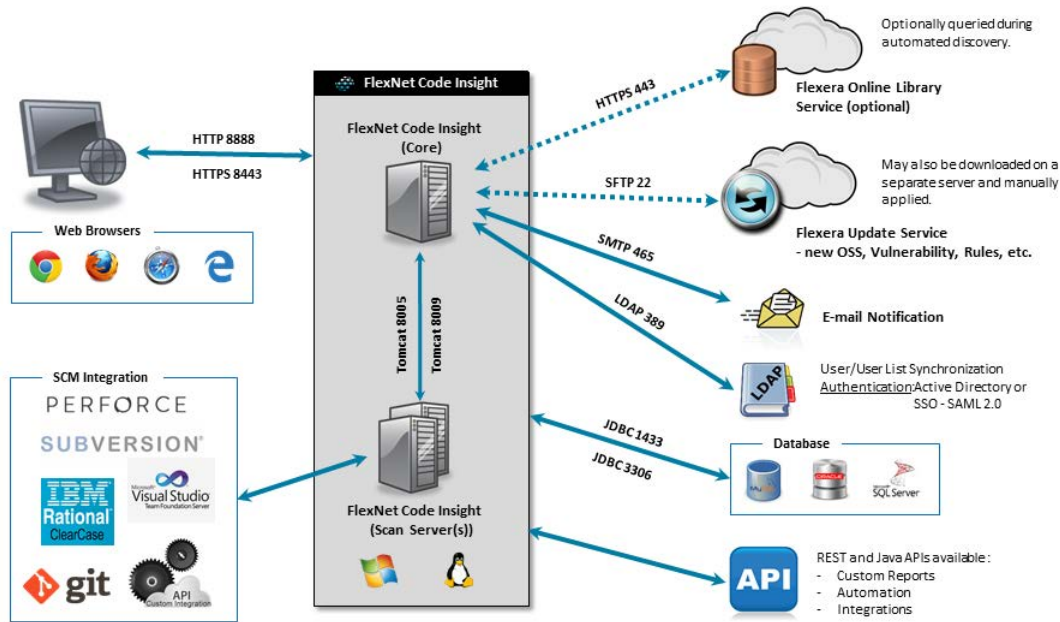 FlexNet Code Insight
FlexNet Code Insight
(Core)
HTTP 8888
HTTPS 8443
Web Browsers
HTTPS 443
Optionally queried during
automated discovery.
Flexera Online Library
Service (optional)
SFTP 22
May also be downloaded on a
separate server and manually
applied.
Flexera Update Service
- new OSS, Vulnerability, Rules, etc.
SMTP 465
E-mail Notification
LDAP 389
LDAP
User/User List Synchronization
Authentication:Active Directory or
SSO - SAML 2.0
Tomcat 8005
Tomcat 8009
SCM Integration
PERFORCE
SUBVERSION®
IBM
Rational
ClearCase
Microsoft
Visual Studio
Team Foundation Server
git
API
Custom Integration
FlexNet Code Insight
(Scan Server(s))
JDBC 1433
JDBC 3306
Database
MySQL
ORACLE
Microsoft
SQL Server
API
REST and Java APIs available :
- Custom Reports
- Automation
- Integrations